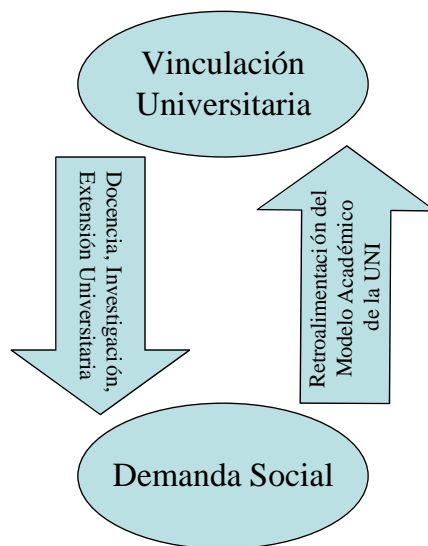 Vinculación
Universitaria
Docencia, Investigación,
Extensión Universitaria
Retroalimentación del
Modelo Académico
de la UNI
Demanda Social